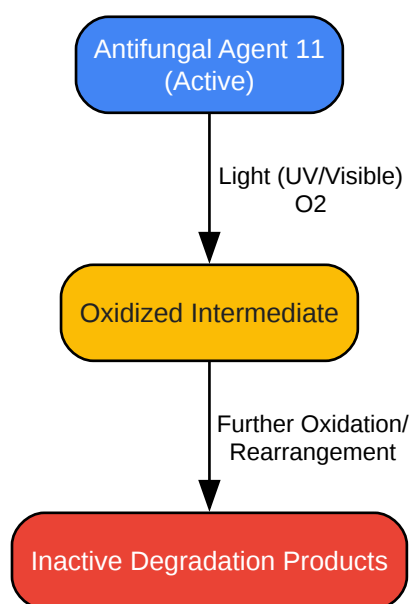 Antifungal Agent 11
(Active)
Light (UV/Visible)
O2
Oxidized Intermediate
Further Oxidation/
Rearrangement
Inactive Degradation Products